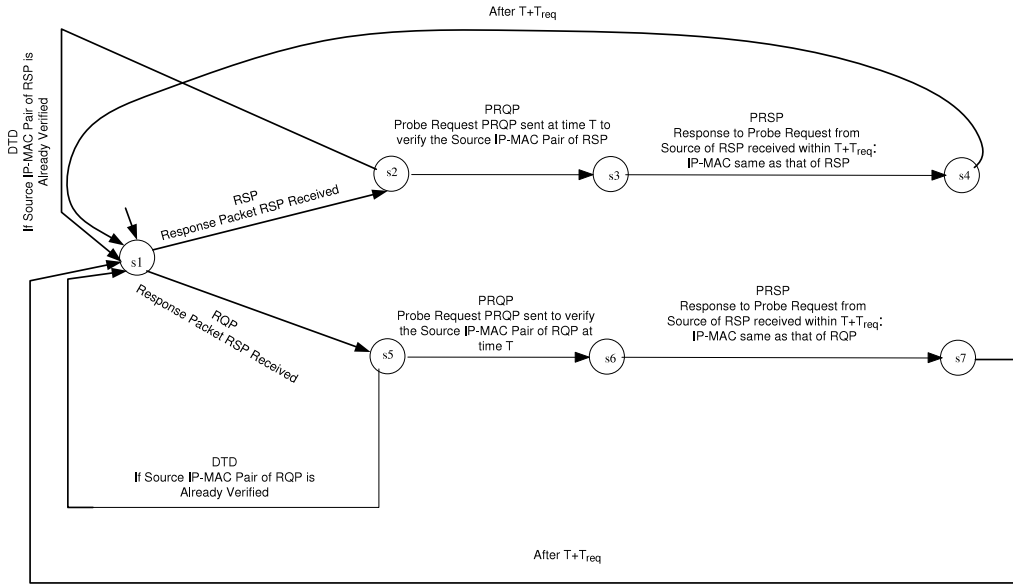 After T+Treq
DTD
If Source IP-MAC Pair of RSP is
Already Verified
PRQP
Probe Request PRQP sent at time T to
verify the Source IP-MAC Pair of RSP
PRSP
Response to Probe Request from
Source of RSP received within T+Treq:
IP-MAC same as that of RSP
s2
s3
s4
RSP
Response Packet RSP Received
s1
RQP
Response Packet RSP Received
PRQP
Probe Request PRQP sent to verify
the Source IP-MAC Pair of RQP at
time T
PRSP
Response to Probe Request from
Source of RSP received within T+Treq:
IP-MAC same as that of RQP
s5
s6
s7
DTD
If Source IP-MAC Pair of RQP is
Already Verified
After T+Treq